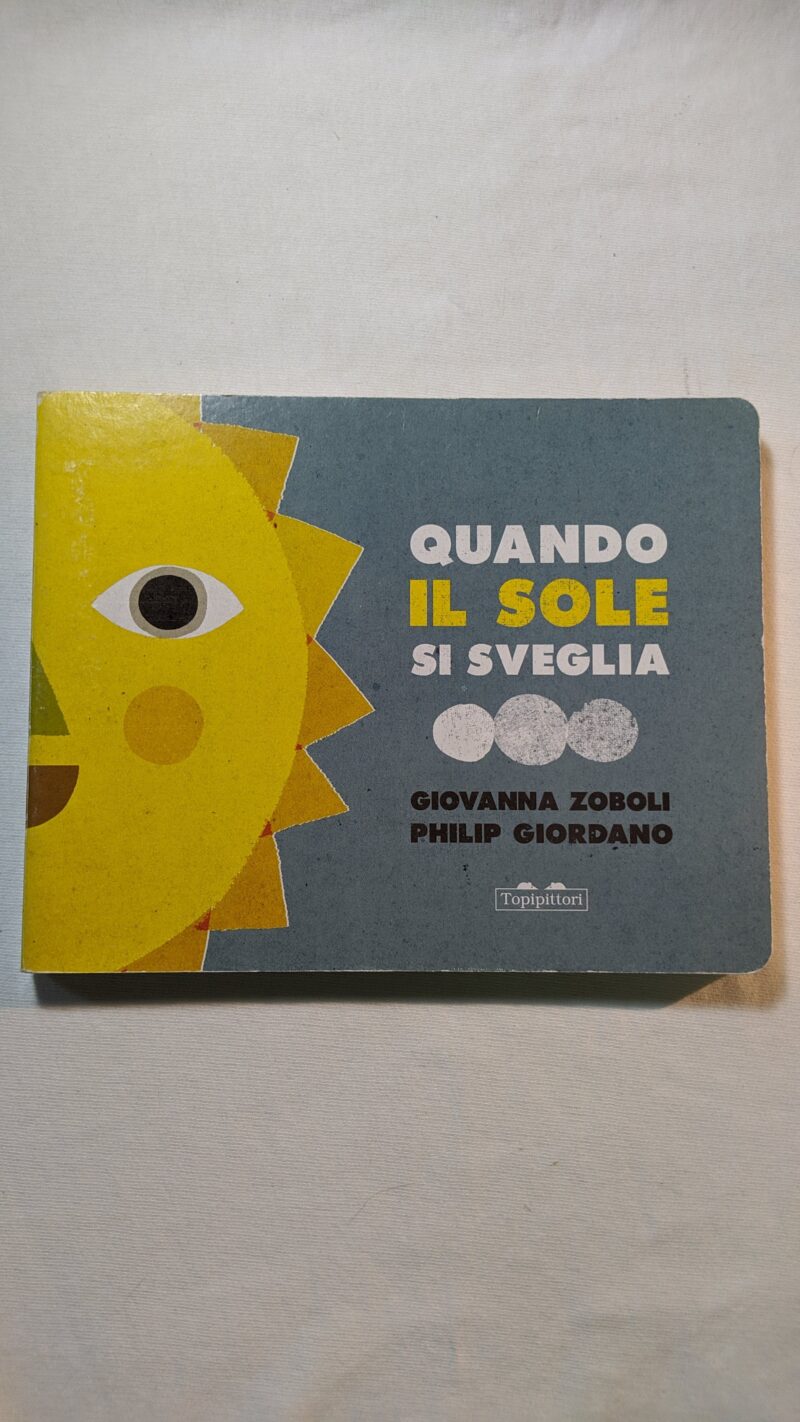 QUANDO
IL SOLE
SI SVEGLIA
GIOVANNA ZOBOLI
PHILIP GIORDANO
Topipittori